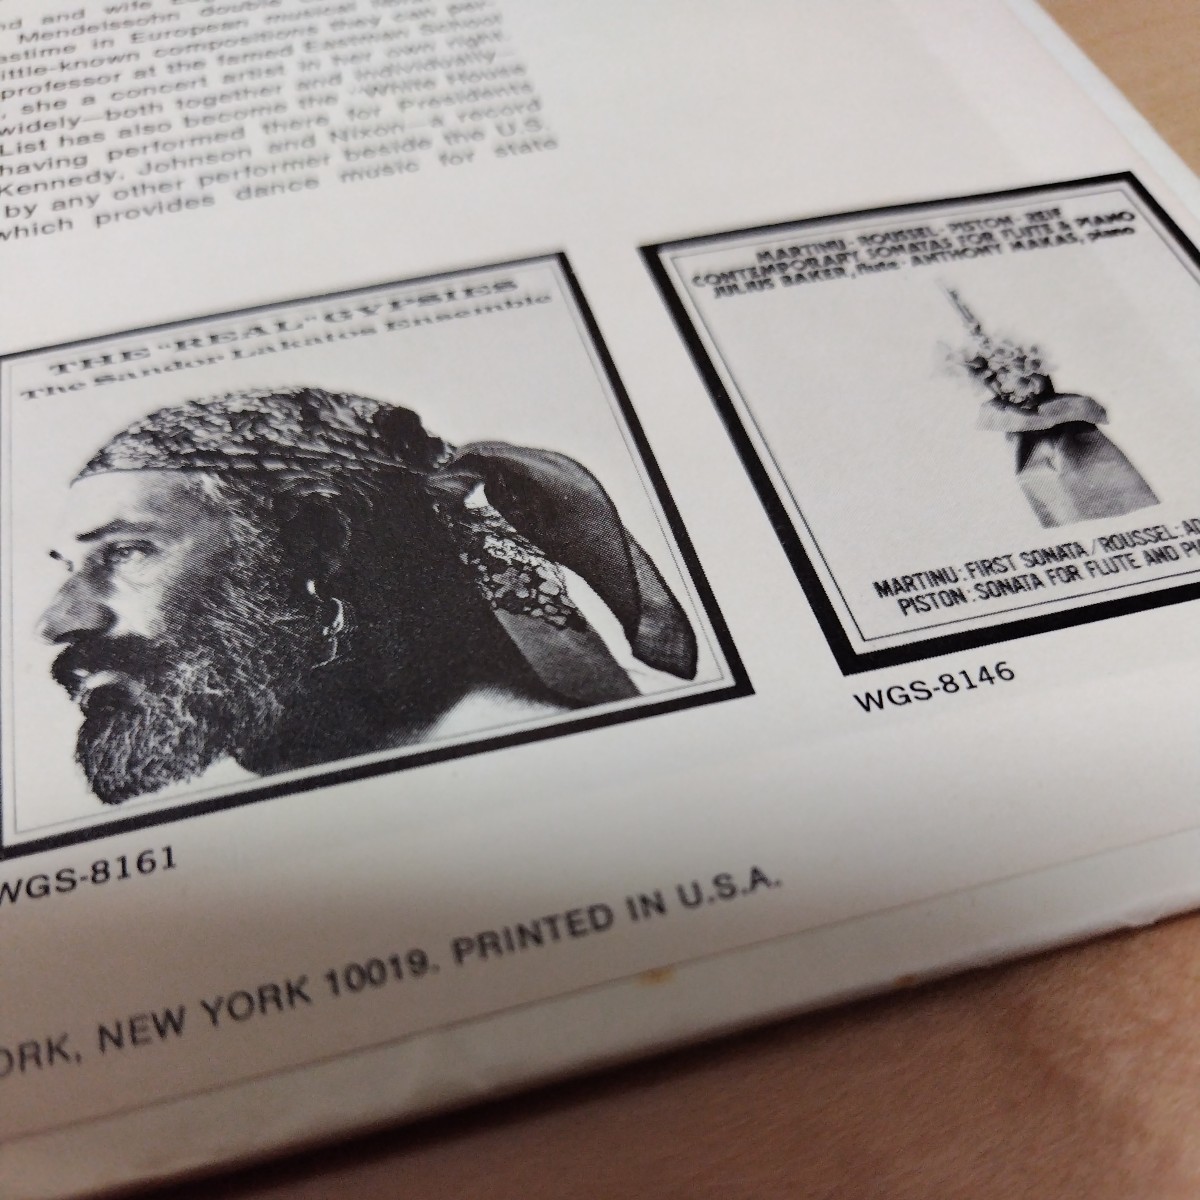 nd and wife
Mendelssohn double
astime in European musical
ittle-known compositions they can per-
professor at the famed Eastman School
, she a concert artist in her own right.
widely—both together and individually—
List has also become the "White House
having performed there for Presidents
Kennedy, Johnson and Nixon—a record
by any other performer beside the U.S.
which provides dance music for state
THE "REAL" GYPSIES
The Sandor Lakatos Ensemble
WGS-8161
MARTINU · ROUSSEL · PISTON · REIF
CONTEMPORARY SONATAS FOR FLUTE & PIANO
JULIUS BAKER, flute · ANTHONY MAKAS, piano
MARTINU: FIRST SONATA / ROUSSEL:
PISTON: SONATA FOR FLUTE AND
WGS-8146
ORK, NEW YORK 10019. PRINTED IN U.S.A.